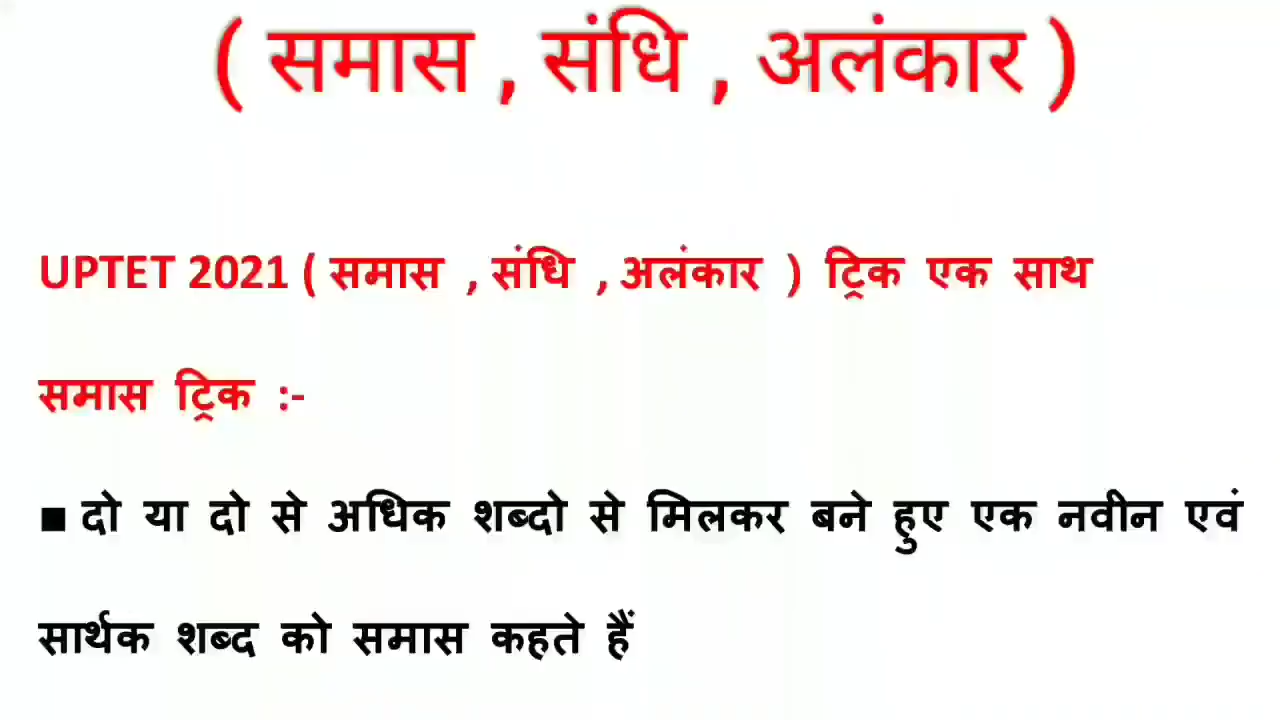 ( समास , संधि , अलंकार )
UPTET 2021 ( समास , संधि , अलंकार ) ट्रिक एक साथ
समास ट्रिक :-
■ दो या दो से अधिक शब्दो से मिलकर बने हुए एक नवीन एवं
सार्थक शब्द को समास कहते हैं